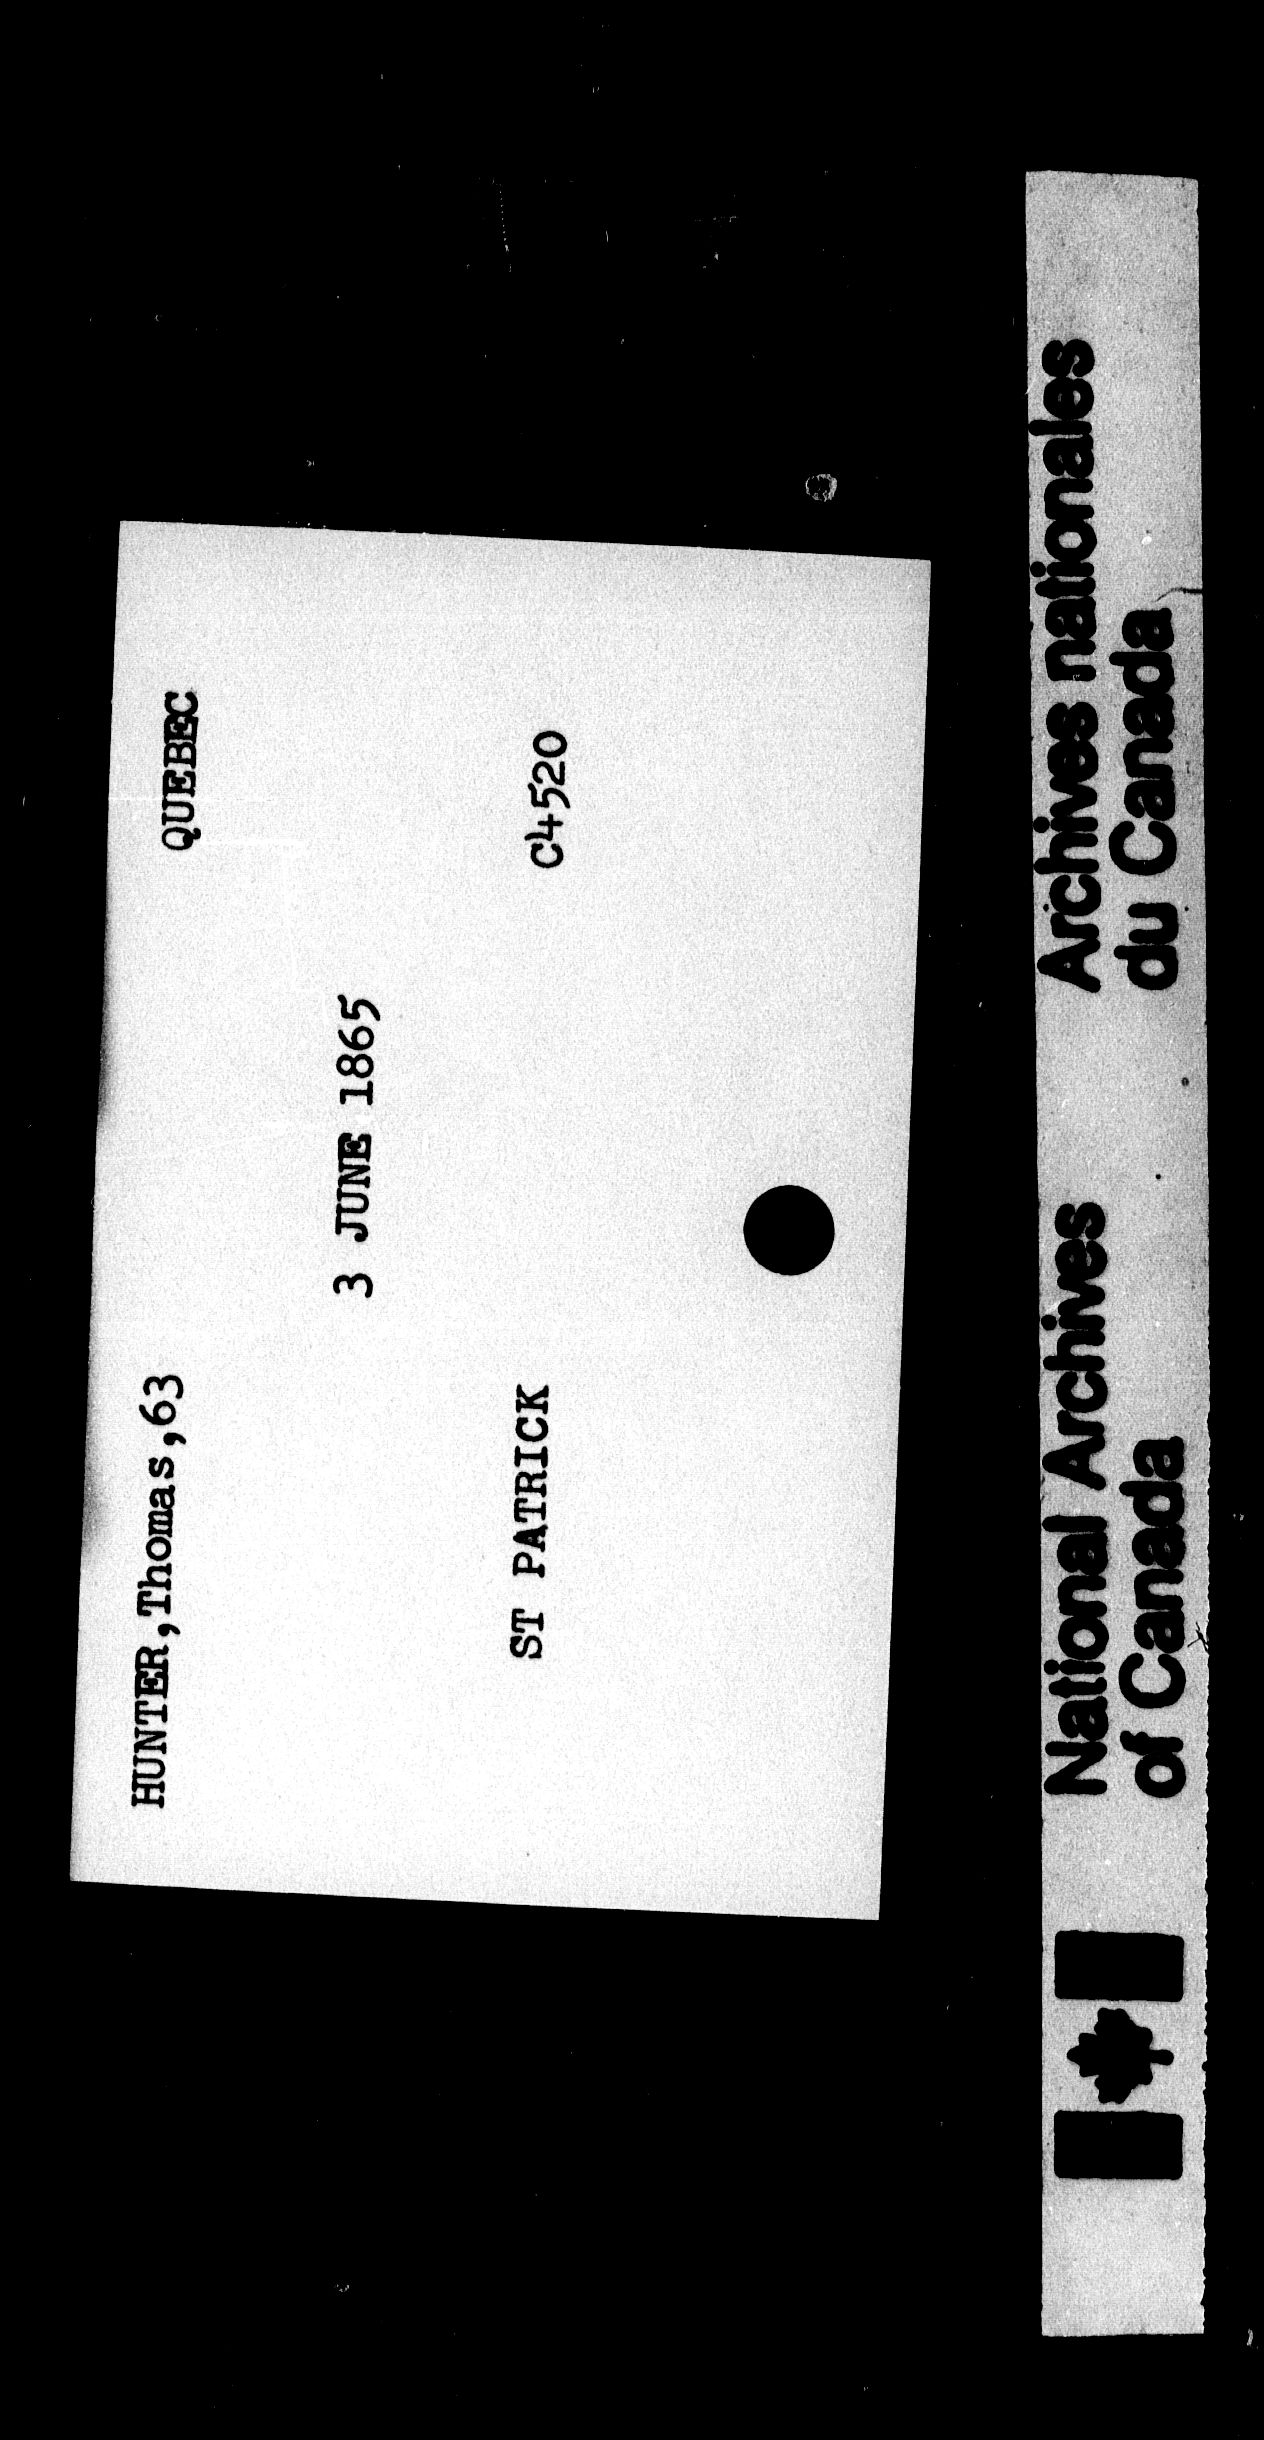 HUNTER,Thomas,63 QUEBEC
3 JUNE 1865
ST PATRICK C4520
National Archives
of Canada
Archives nationales
du Canada